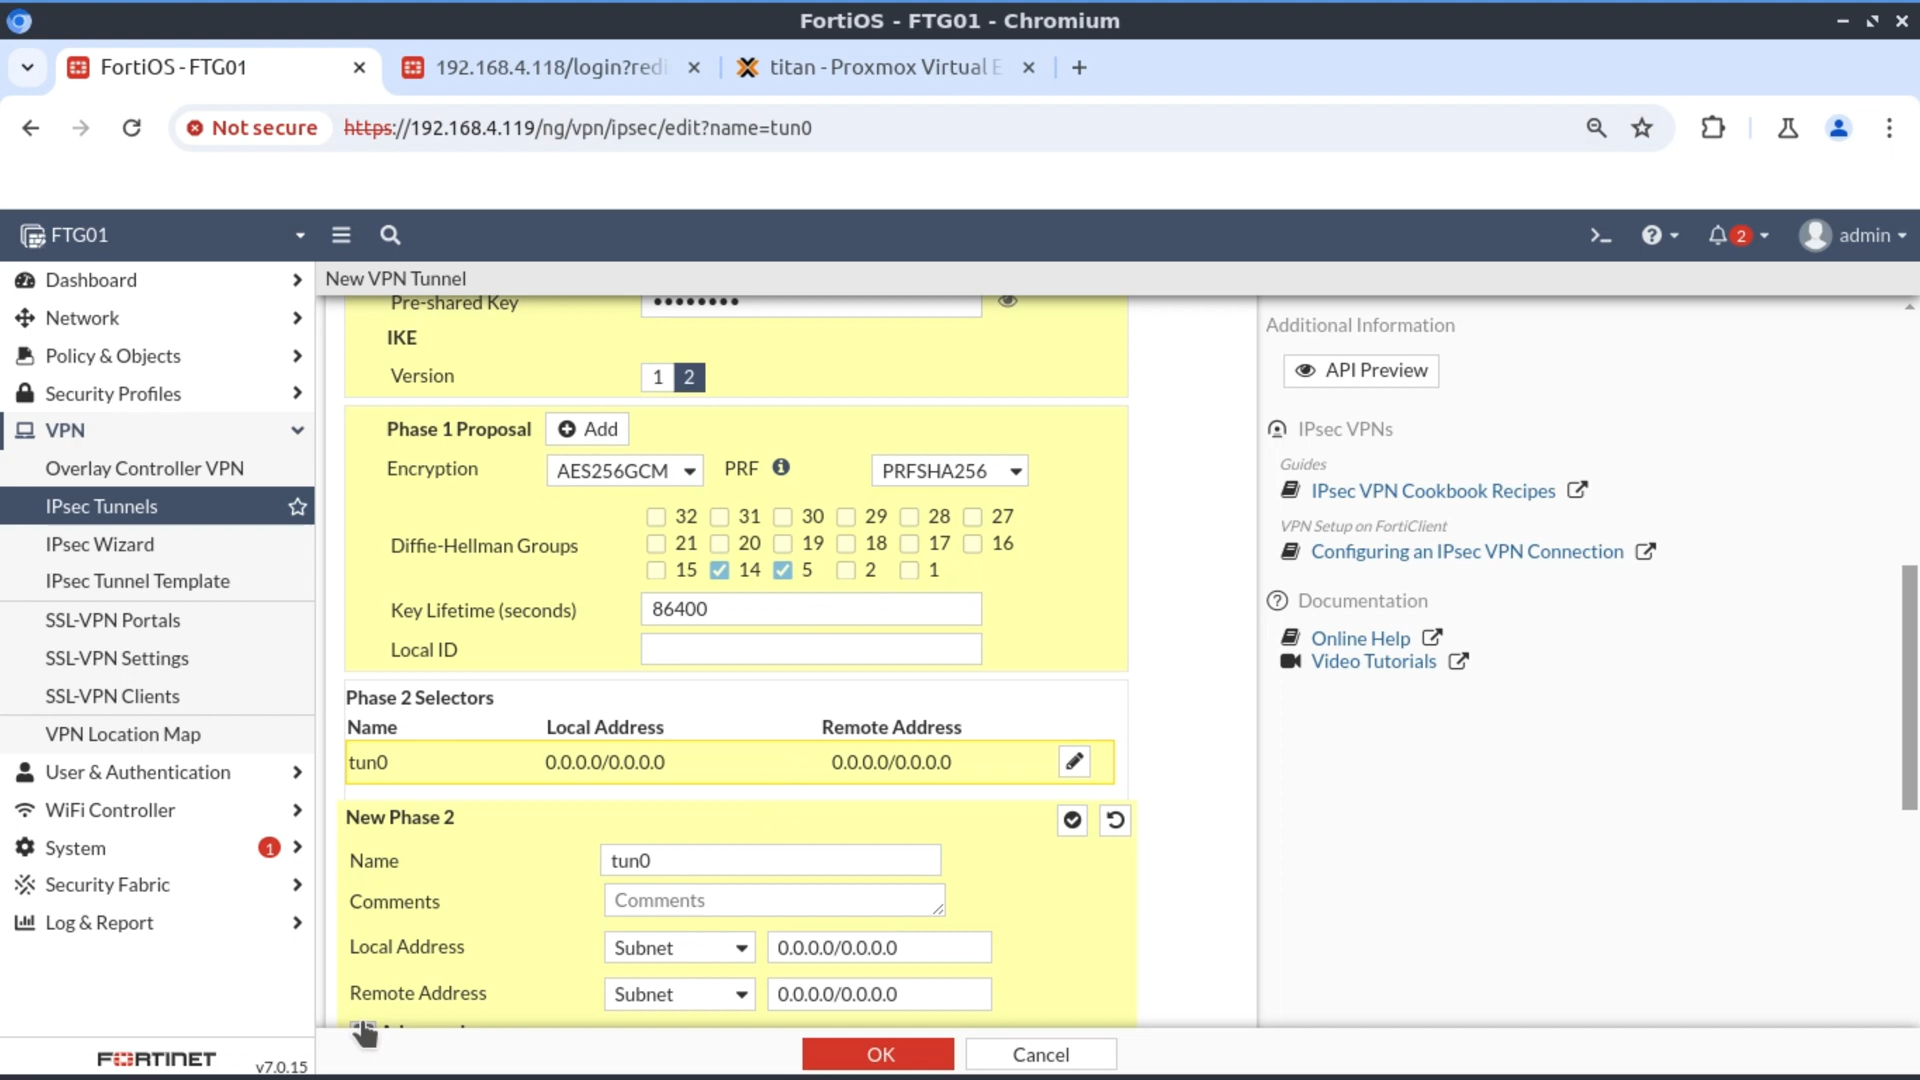 FortiOS - FTG01 - Chromium
FortiOS - FTG01
192.168.4.118/login?redi
titan - Proxmox Virtual E
Not secure
https://192.168.4.119/ng/vpn/ipsec/edit?name=tun0
FTG01
2
admin
Dashboard
Network
Policy & Objects
Security Profiles
VPN
Overlay Controller VPN
IPsec Tunnels
IPsec Wizard
IPsec Tunnel Template
SSL-VPN Portals
SSL-VPN Settings
SSL-VPN Clients
VPN Location Map
User & Authentication
WiFi Controller
System
1
Security Fabric
Log & Report
FORTINET
v7.0.15
New VPN Tunnel
Pre-shared Key ••••••••
IKE
Version 1 2
Phase 1 Proposal Add
Encryption AES256GCM PRF PRFSHA256
Diffie-Hellman Groups
32 31 30 29 28 27
21 20 19 18 17 16
15 14 5 2 1
Key Lifetime (seconds) 86400
Local ID
Phase 2 Selectors
Name Local Address Remote Address
tun0 0.0.0.0/0.0.0.0 0.0.0.0/0.0.0.0
New Phase 2
Name tun0
Comments Comments
Local Address Subnet 0.0.0.0/0.0.0.0
Remote Address Subnet 0.0.0.0/0.0.0.0
OK Cancel
Additional Information
API Preview
IPsec VPNs
Guides
IPsec VPN Cookbook Recipes
VPN Setup on FortiClient
Configuring an IPsec VPN Connection
Documentation
Online Help
Video Tutorials